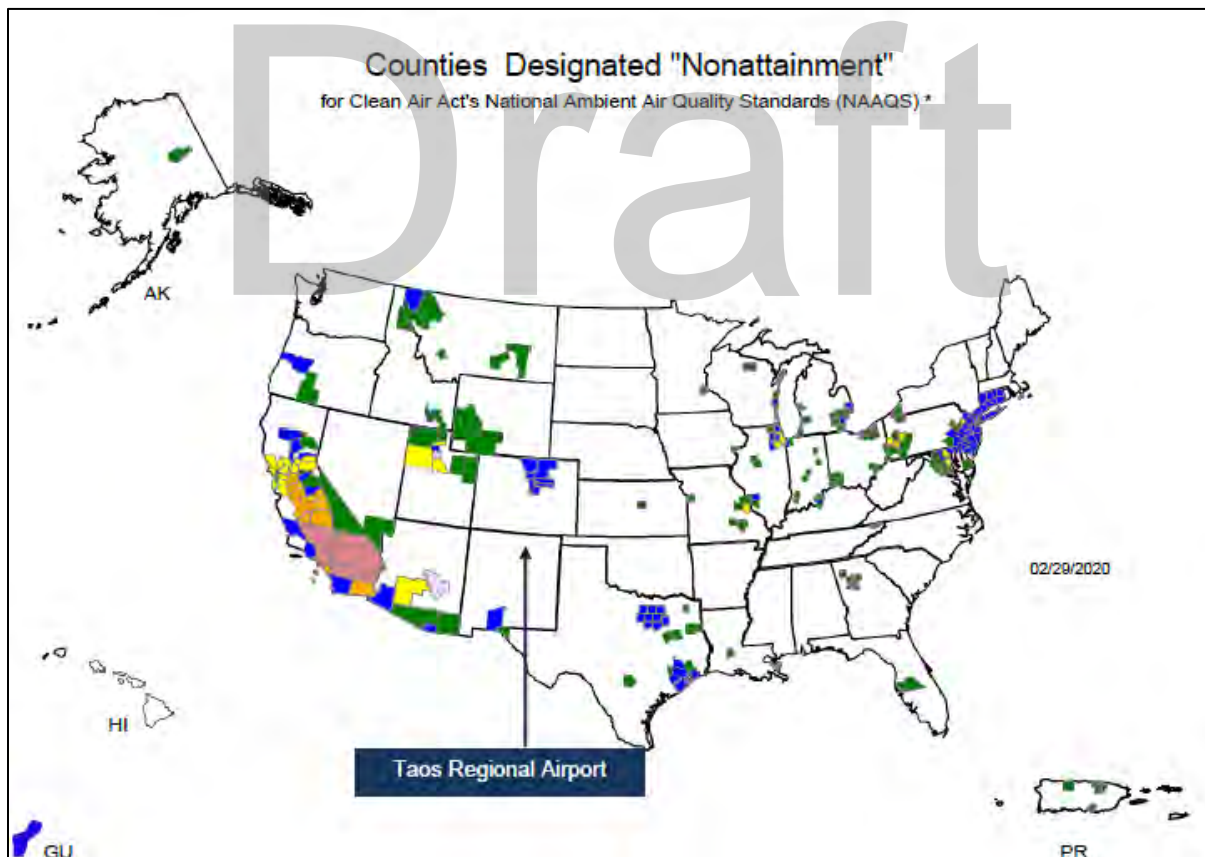 Draft
Counties Designated "Nonattainment"
for Clean Air Act's National Ambient Air Quality Standards (NAAQS) *
AK
02/29/2020
HI
Taos Regional Airport
GU
PR